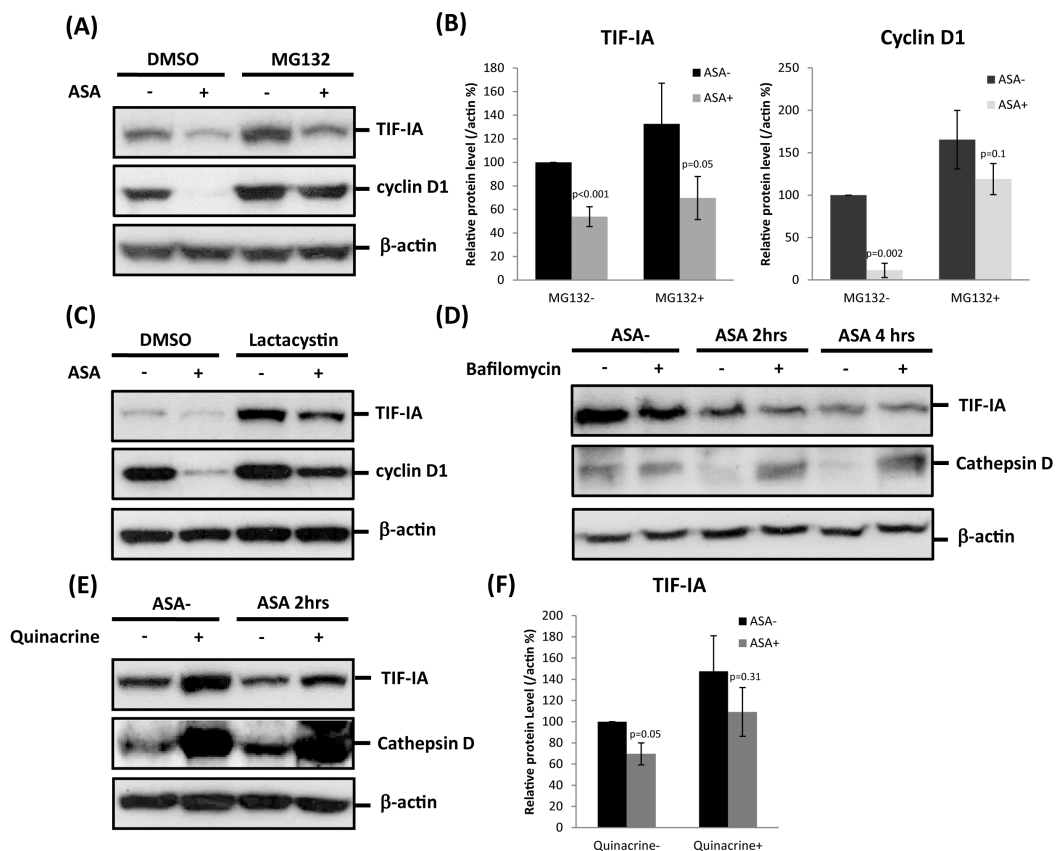 (A)
DMSO MG132
ASA - + - +
TIF-IA
cyclin D1
β-actin
(B)
TIF-IA
Relative protein level (/actin %)
180
160
140
120
100
80
60
40
20
0
ASA-
ASA+
p<0.001
p=0.05
MG132- MG132+
Cyclin D1
Relative protein level (/actin %)
250
200
150
100
50
0
ASA-
ASA+
p=0.002
p=0.1
MG132- MG132+
(C)
DMSO Lactacystin
ASA - + - +
TIF-IA
cyclin D1
β-actin
(D)
ASA- ASA 2hrs ASA 4 hrs
Bafilomycin - + - + - +
TIF-IA
Cathepsin D
β-actin
(E)
ASA- ASA 2hrs
Quinacrine - + - +
TIF-IA
Cathepsin D
β-actin
(F)
TIF-IA
Relative protein Level (/actin %)
200
180
160
140
120
100
80
60
40
20
0
ASA-
ASA+
p=0.05
p=0.31
Quinacrine- Quinacrine+